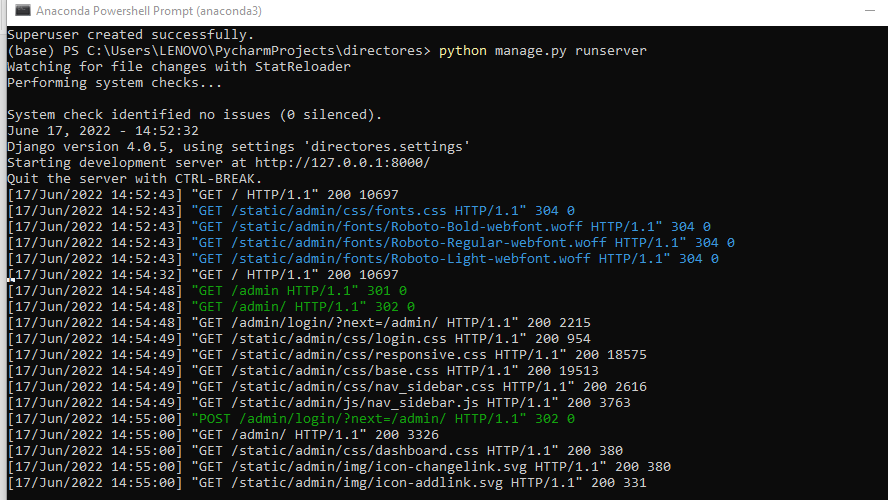 Anaconda Powershell Prompt (anaconda3)
Superuser created successfully.
(base) PS C:\Users\LENOVO\PycharmProjects\directores> python manage.py runserver
Watching for file changes with StatReloader
Performing system checks...
System check identified no issues (0 silenced).
June 17, 2022 - 14:52:32
Django version 4.0.5, using settings 'directores.settings'
Starting development server at http://127.0.0.1:8000/
Quit the server with CTRL-BREAK.
[17/Jun/2022 14:52:43] "GET / HTTP/1.1" 200 10697
[17/Jun/2022 14:52:43] "GET /static/admin/css/fonts.css HTTP/1.1" 304 0
[17/Jun/2022 14:52:43] "GET /static/admin/fonts/Roboto-Bold-webfont.woff HTTP/1.1" 304 0
[17/Jun/2022 14:52:43] "GET /static/admin/fonts/Roboto-Regular-webfont.woff HTTP/1.1" 304 0
[17/Jun/2022 14:52:43] "GET /static/admin/fonts/Roboto-Light-webfont.woff HTTP/1.1" 304 0
[17/Jun/2022 14:54:32] "GET / HTTP/1.1" 200 10697
[17/Jun/2022 14:54:48] "GET /admin HTTP/1.1" 301 0
[17/Jun/2022 14:54:48] "GET /admin/ HTTP/1.1" 302 0
[17/Jun/2022 14:54:48] "GET /admin/login/?next=/admin/ HTTP/1.1" 200 2215
[17/Jun/2022 14:54:49] "GET /static/admin/css/login.css HTTP/1.1" 200 954
[17/Jun/2022 14:54:49] "GET /static/admin/css/responsive.css HTTP/1.1" 200 18575
[17/Jun/2022 14:54:49] "GET /static/admin/css/base.css HTTP/1.1" 200 19513
[17/Jun/2022 14:54:49] "GET /static/admin/css/nav_sidebar.css HTTP/1.1" 200 2616
[17/Jun/2022 14:54:49] "GET /static/admin/js/nav_sidebar.js HTTP/1.1" 200 3763
[17/Jun/2022 14:55:00] "POST /admin/login/?next=/admin/ HTTP/1.1" 302 0
[17/Jun/2022 14:55:00] "GET /admin/ HTTP/1.1" 200 3326
[17/Jun/2022 14:55:00] "GET /static/admin/css/dashboard.css HTTP/1.1" 200 380
[17/Jun/2022 14:55:00] "GET /static/admin/img/icon-changelink.svg HTTP/1.1" 200 380
[17/Jun/2022 14:55:00] "GET /static/admin/img/icon-addlink.svg HTTP/1.1" 200 331